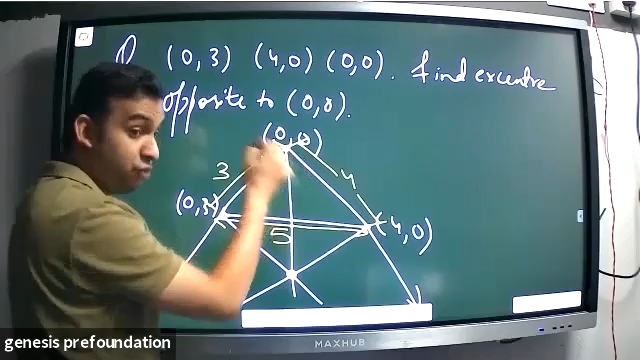 (0,3) (4,0) (0,0). find excentre
opposite to (0,0).
(0,0)
3
4
(0,3)
5
(4,0)
MAXHUB
genesis prefoundation